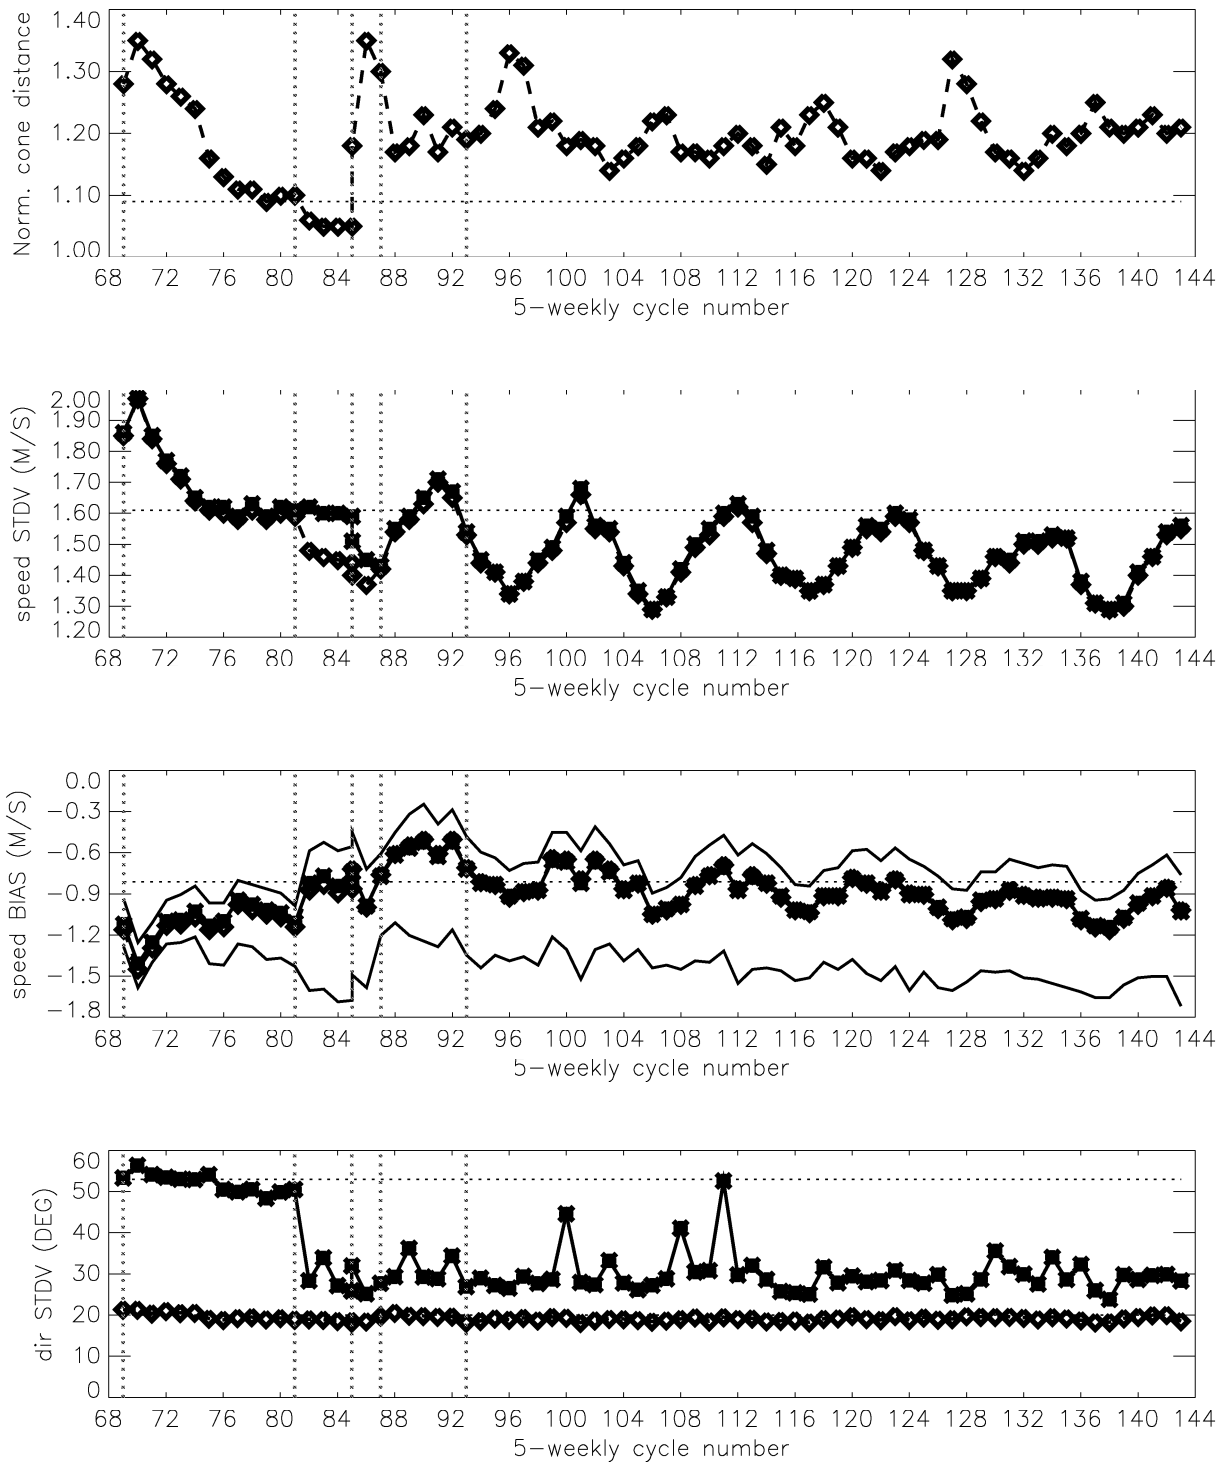 Norm. cone distance
1.40
1.30
1.20
1.10
1.00
68 72 76 80 84 88 92 96 100 104 108 112 116 120 124 128 132 136 140 144
5-weekly cycle number
speed STDV (M/S)
2.00
1.90
1.80
1.70
1.60
1.50
1.40
1.30
1.20
68 72 76 80 84 88 92 96 100 104 108 112 116 120 124 128 132 136 140 144
5-weekly cycle number
speed BIAS (M/S)
0.0
-0.3
-0.6
-0.9
-1.2
-1.5
-1.8
68 72 76 80 84 88 92 96 100 104 108 112 116 120 124 128 132 136 140 144
5-weekly cycle number
dir STDV (DEG)
60
50
40
30
20
10
0
68 72 76 80 84 88 92 96 100 104 108 112 116 120 124 128 132 136 140 144
5-weekly cycle number